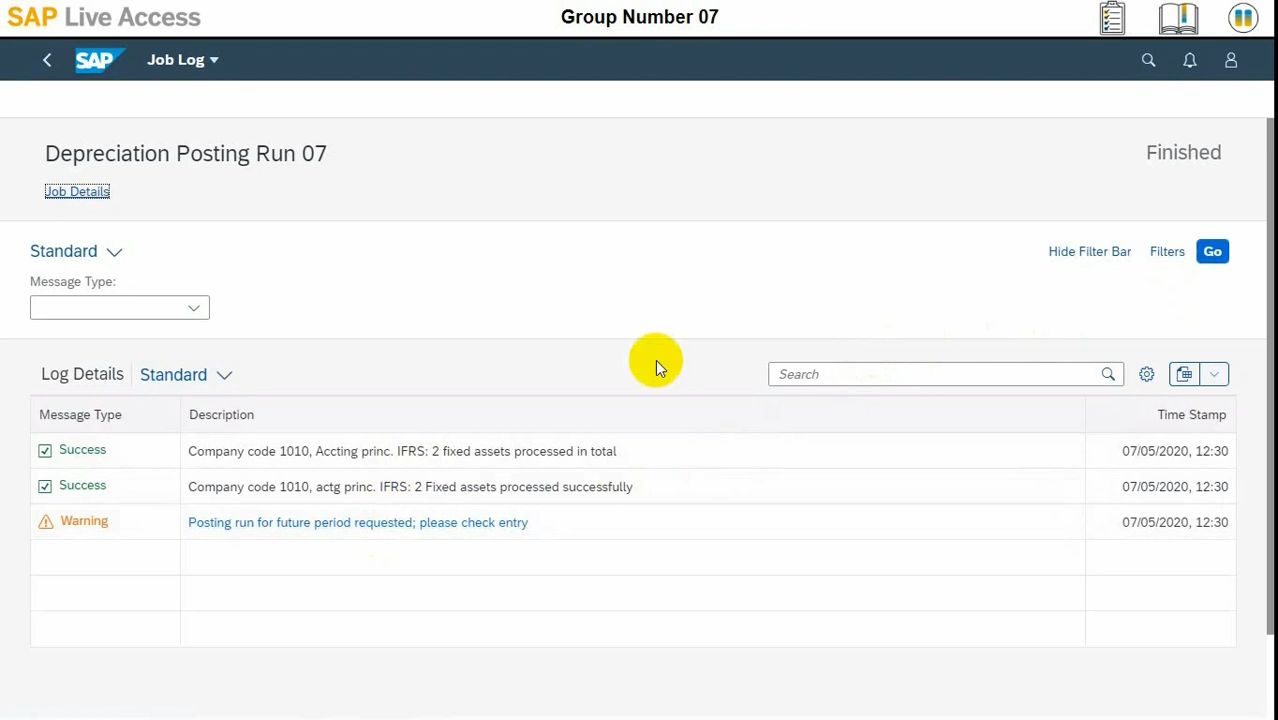 SAP Live Access
Group Number 07
SAP
Job Log
Depreciation Posting Run 07
Finished
Job Details
Standard
Hide Filter Bar
Filters
Go
Message Type:
Log Details
Standard
Search
Message Type
Description
Time Stamp
Success
Company code 1010, Accting princ. IFRS: 2 fixed assets processed in total
07/05/2020, 12:30
Success
Company code 1010, actg princ. IFRS: 2 Fixed assets processed successfully
07/05/2020, 12:30
Warning
Posting run for future period requested; please check entry
07/05/2020, 12:30